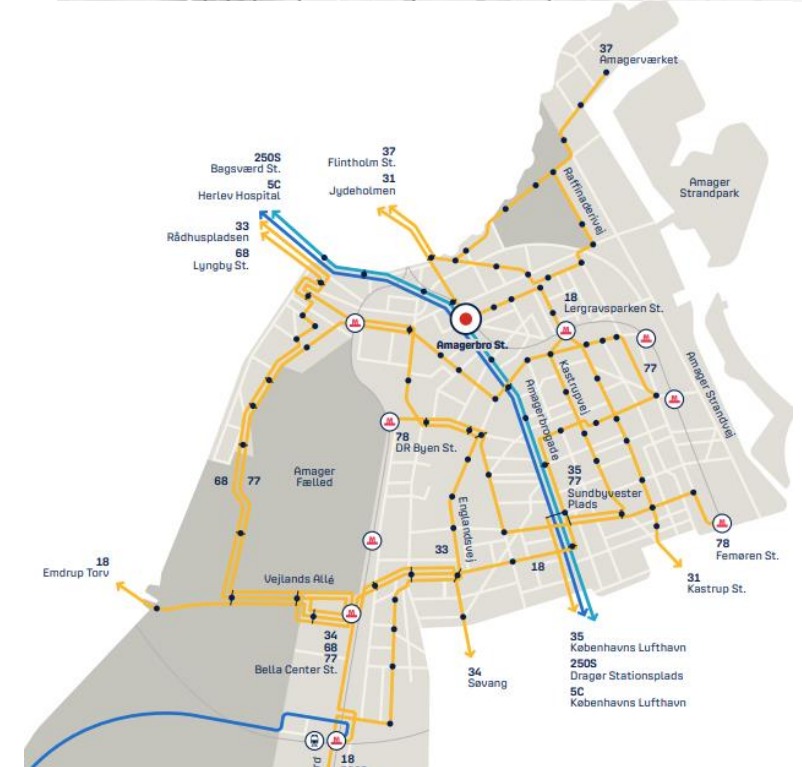 37
Amagerværket
250S
Bagsværd St.
5C
Herlev Hospital
33
Rådhuspladsen
68
Lyngby St.
37
Flintholm St.
31
Jydeholmen
Raffinaderivej
Amager
Strandpark
18
Lergravsparken St.
Amagerbro St.
77
Kastrupvej
Amager Strandvej
Amagerbrogade
78
DR Byen St.
35
77
Sundbyvester
Plads
Amager
Fælled
68
77
Englandsvej
33
18
78
Femøren St.
18
Emdrup Torv
Vejlands Allé
31
Kastrup St.
34
68
77
Bella Center St.
34
Søvang
35
Københavns Lufthavn
250S
Dragør Stationsplads
5C
Københavns Lufthavn
18